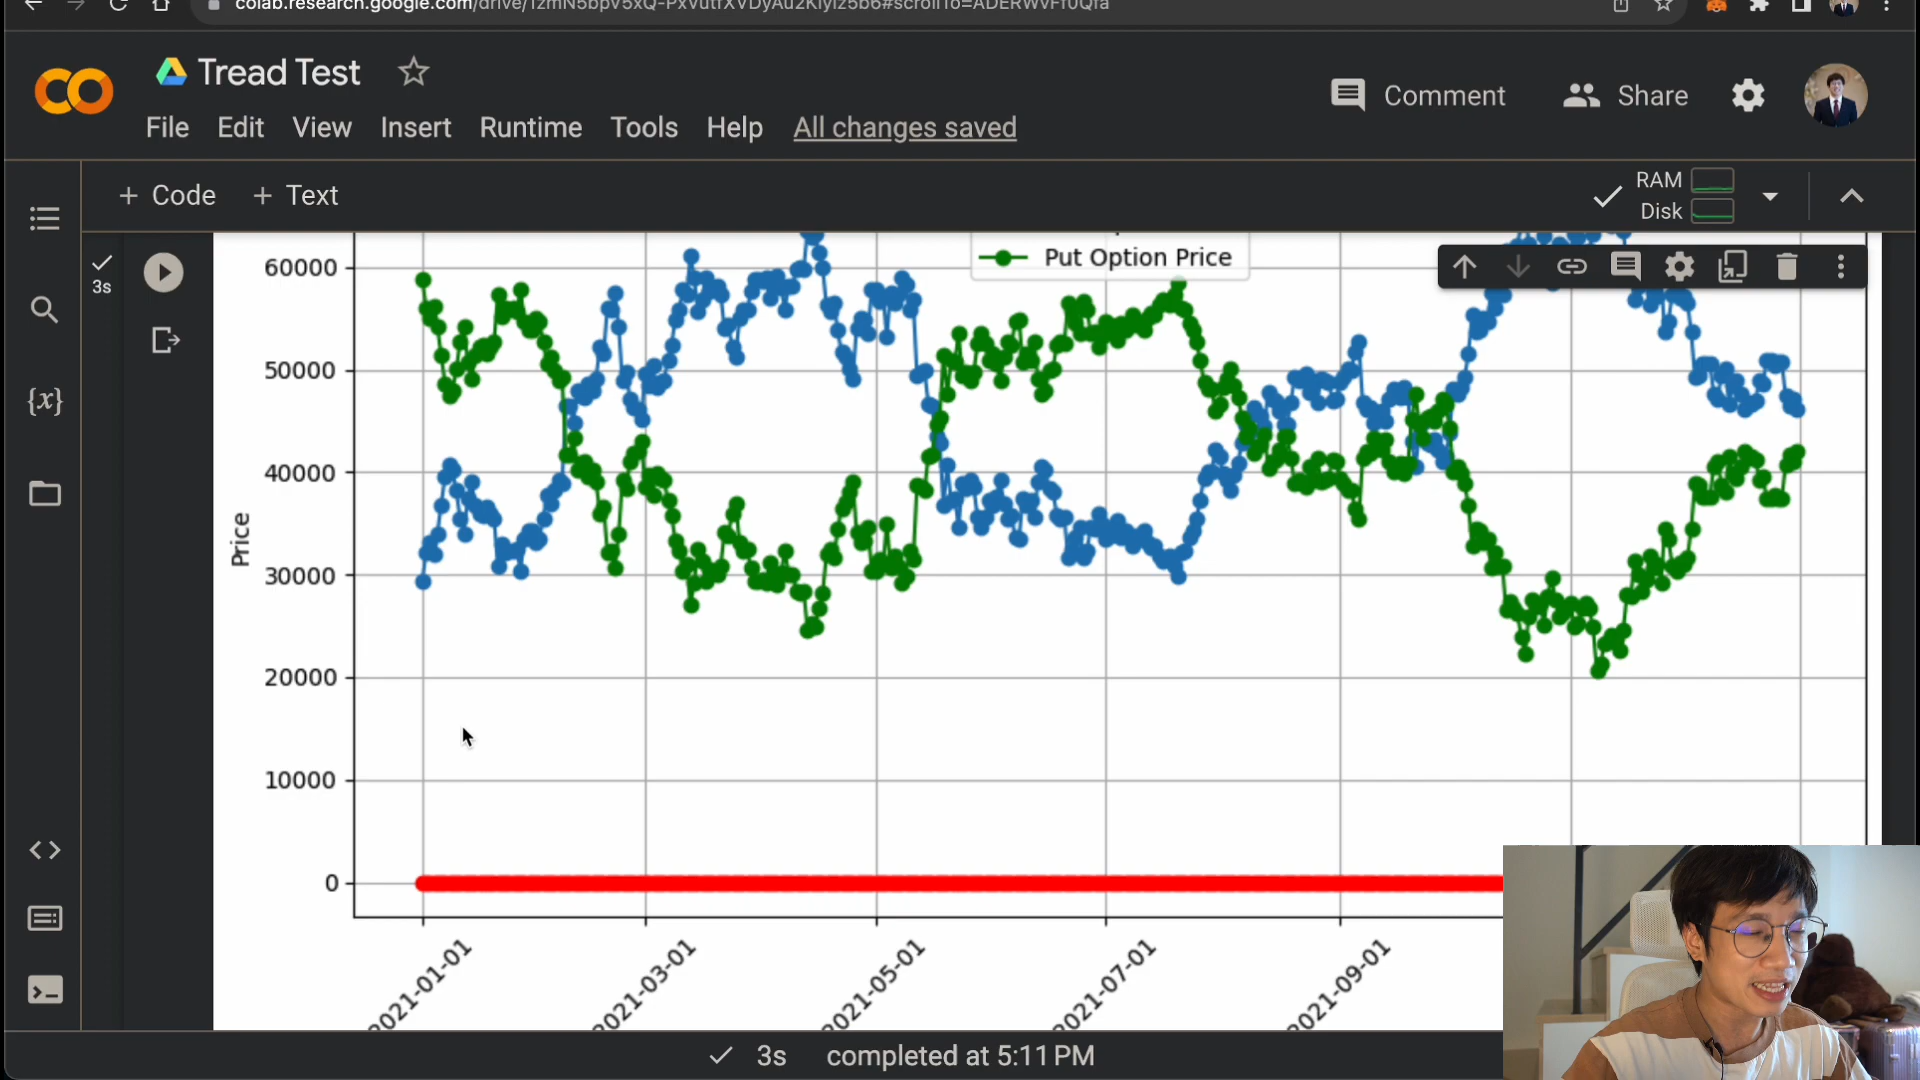 Tread Test
Comment
Share
File Edit View Insert Runtime Tools Help All changes saved
+ Code + Text
RAM
Disk
3s
Put Option Price
60000
50000
40000
30000
20000
10000
0
Price
{x}
2021-01-01
2021-03-01
2021-05-01
2021-07-01
2021-09-01
3s completed at 5:11 PM